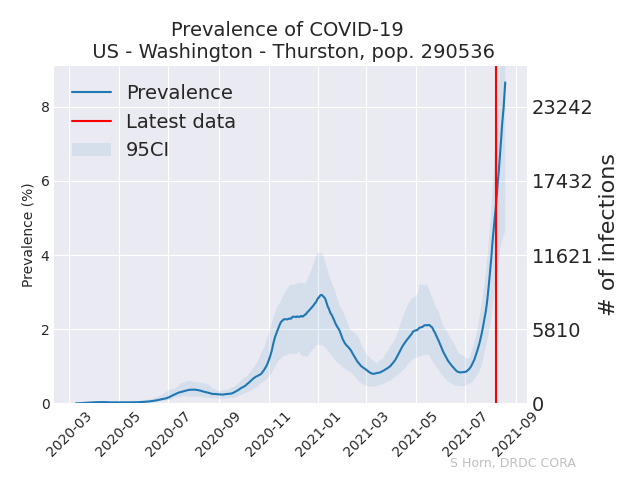 Prevalence of COVID-19
US - Washington - Thurston, pop. 290536
Prevalence
Latest data
95CI
8
6
4
2
0
Prevalence (%)
23242
17432
11621
5810
0
# of infections
2020-03
2020-05
2020-07
2020-09
2020-11
2021-01
2021-03
2021-05
2021-07
2021-09
S Horn, DRDC CORA